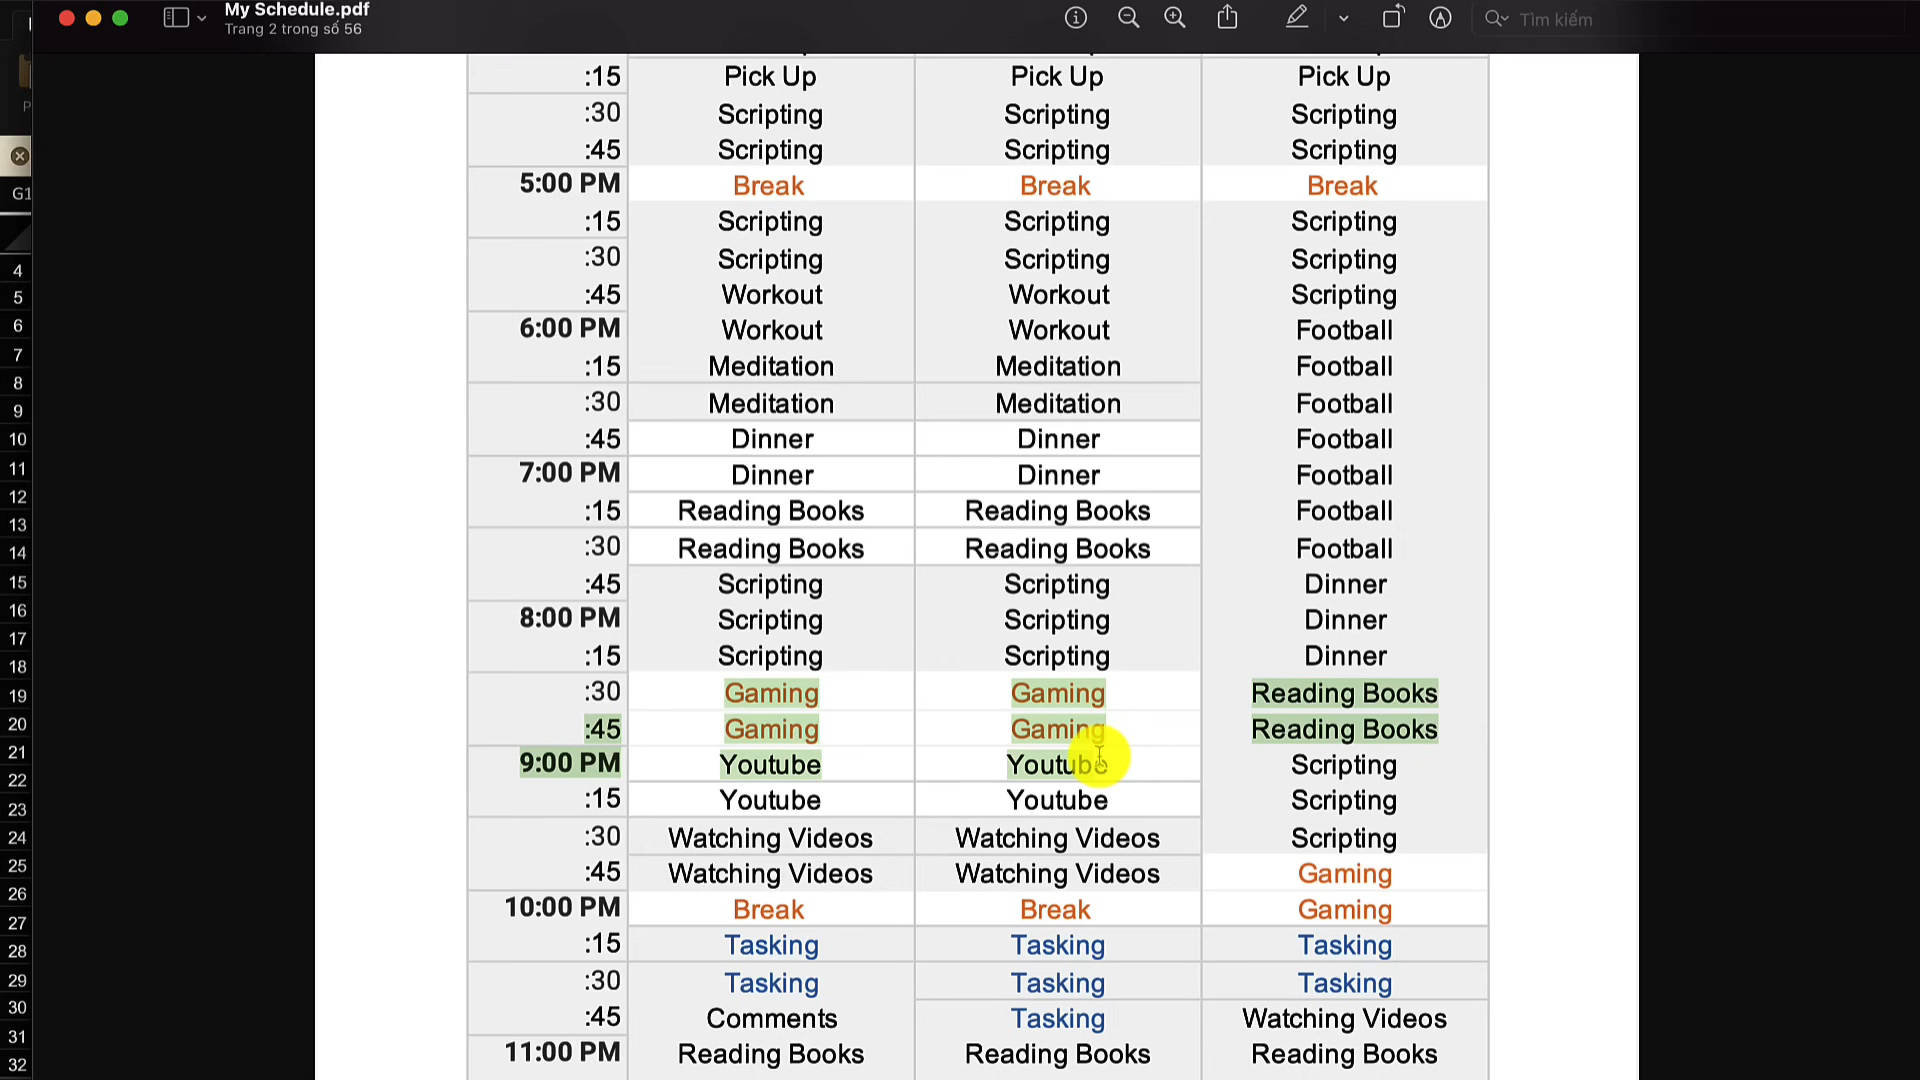 My Schedule.pdf
Trang 2 trong số 56
Tìm kiếm
G1
:15 Pick Up Pick Up Pick Up
:30 Scripting Scripting Scripting
:45 Scripting Scripting Scripting
5:00 PM Break Break Break
:15 Scripting Scripting Scripting
4 :30 Scripting Scripting Scripting
5 :45 Workout Workout Scripting
6 6:00 PM Workout Workout Football
7 :15 Meditation Meditation Football
8 :30 Meditation Meditation Football
9
10 :45 Dinner Dinner Football
11 7:00 PM Dinner Dinner Football
12 :15 Reading Books Reading Books Football
13
14 :30 Reading Books Reading Books Football
15 :45 Scripting Scripting Dinner
16 8:00 PM Scripting Scripting Dinner
17
18 :15 Scripting Scripting Dinner
19 :30 Gaming Gaming Reading Books
20 :45 Gaming Gaming Reading Books
21 9:00 PM Youtube Youtube Scripting
22
23 :15 Youtube Youtube Scripting
24 :30 Watching Videos Watching Videos Scripting
25 :45 Watching Videos Watching Videos Gaming
26
27 10:00 PM Break Break Gaming
28 :15 Tasking Tasking Tasking
29 :30 Tasking Tasking Tasking
30 :45 Comments Tasking Watching Videos
31
32 11:00 PM Reading Books Reading Books Reading Books